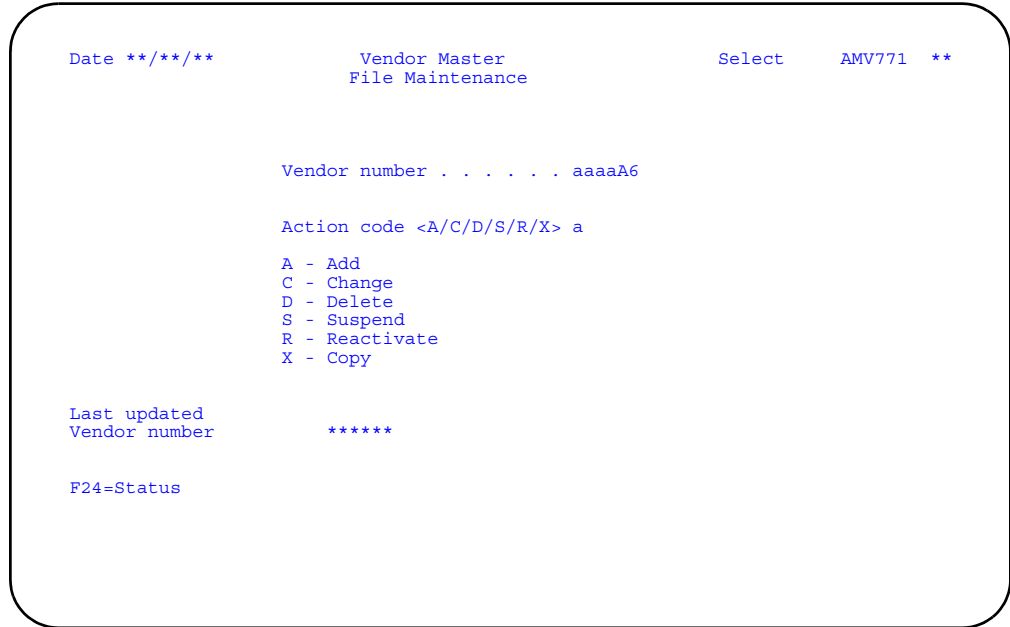 Date **/**/** Vendor Master Select AMV771 **
File Maintenance
Vendor number . . . . . . aaaaA6
Action code <A/C/D/S/R/X> a
A - Add
C - Change
D - Delete
S - Suspend
R - Reactivate
X - Copy
Last updated
Vendor number ******
F24=Status